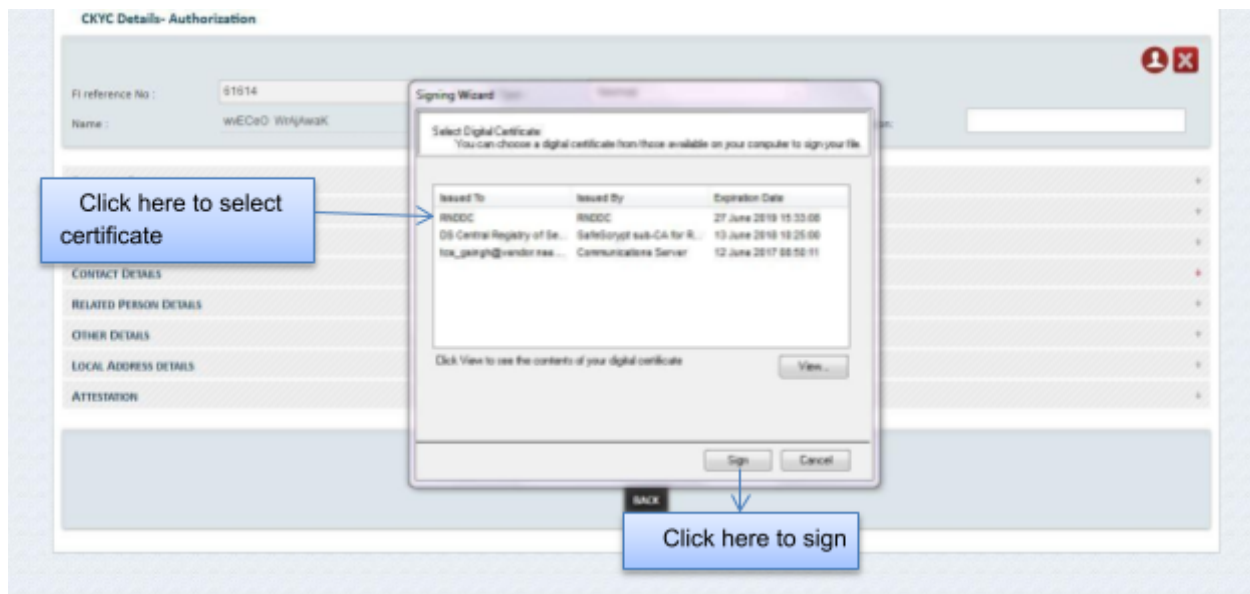 CKYC Details- Authorization
FI reference No : 61614
Name :
Signing Wizard
Select Digital Certificate
You can choose a digital certificate from those available on your computer to sign your file.
Issued To Issued By Expiration Date
RNDDC RNDDC 27 June 2019 15:33:08
DS Central Registry of Se... SafeScrypt sub-CA for R... 13 June 2018 18:25:00
Communications Server 12 June 2017 08:50:11
Click here to select
certificate
CONTACT DETAILS
RELATED PERSON DETAILS
OTHER DETAILS
LOCAL ADDRESS DETAILS
ATTESTATION
Click View to see the contents of your digital certificate
View...
Sign Cancel
BACK
Click here to sign